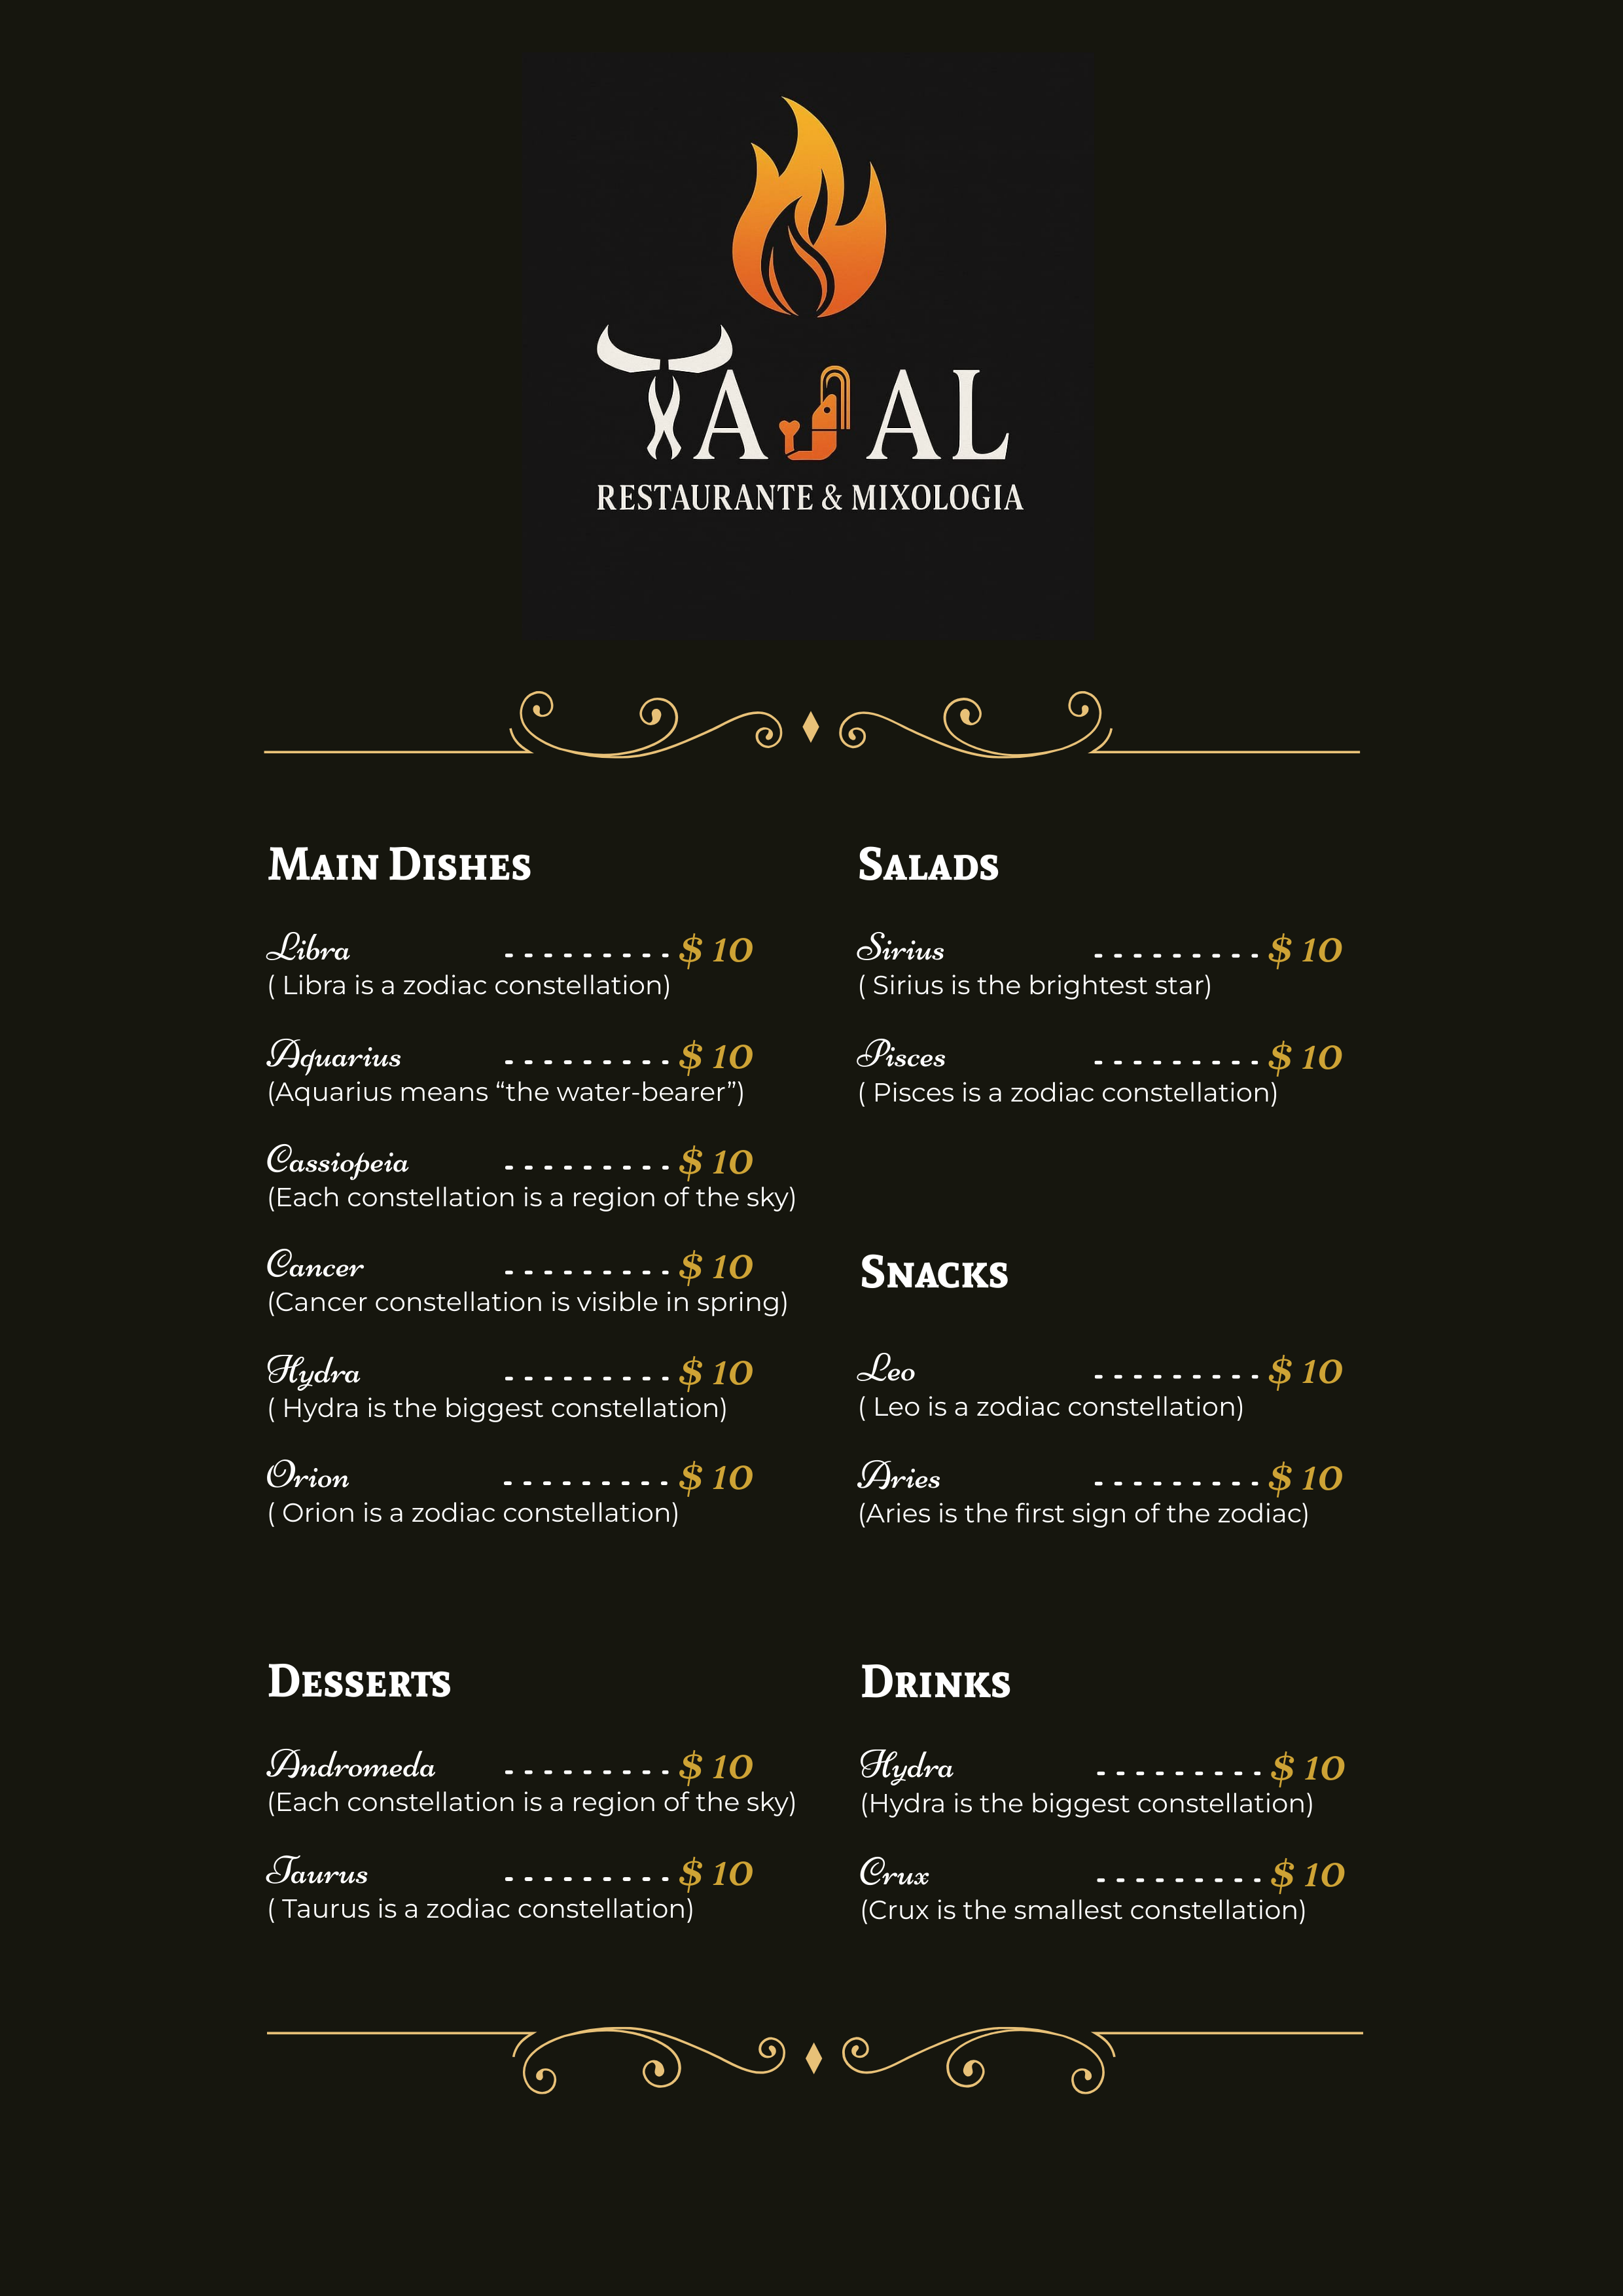 TAJAL
RESTAURANTE & MIXOLOGIA
Main Dishes
Libra - - - - - - - - - $ 10
( Libra is a zodiac constellation)
Aquarius - - - - - - - - - $ 10
(Aquarius means “the water-bearer”)
Cassiopeia - - - - - - - - - $ 10
(Each constellation is a region of the sky)
Cancer - - - - - - - - - $ 10
(Cancer constellation is visible in spring)
Hydra - - - - - - - - - $ 10
( Hydra is the biggest constellation)
Orion - - - - - - - - - $ 10
( Orion is a zodiac constellation)
Salads
Sirius - - - - - - - - - $ 10
( Sirius is the brightest star)
Pisces - - - - - - - - - $ 10
( Pisces is a zodiac constellation)
Snacks
Leo - - - - - - - - - $ 10
( Leo is a zodiac constellation)
Aries - - - - - - - - - $ 10
(Aries is the first sign of the zodiac)
Desserts
Andromeda - - - - - - - - - $ 10
(Each constellation is a region of the sky)
Taurus - - - - - - - - - $ 10
( Taurus is a zodiac constellation)
Drinks
Hydra - - - - - - - - - $ 10
(Hydra is the biggest constellation)
Crux - - - - - - - - - $ 10
(Crux is the smallest constellation)